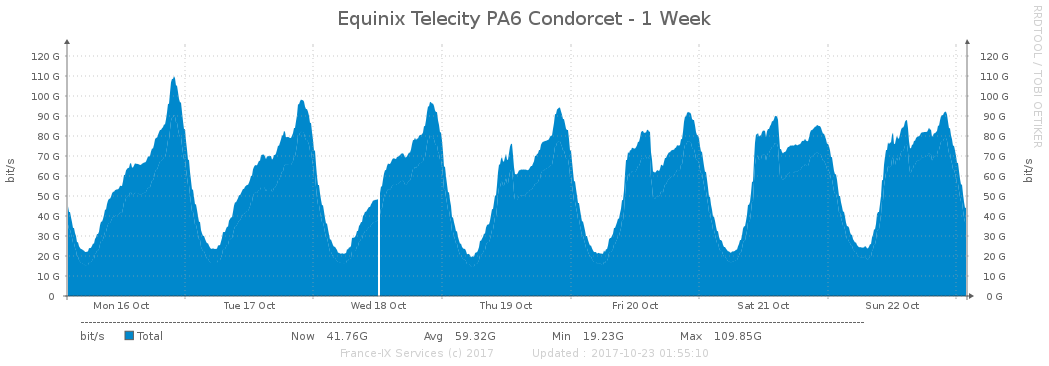 Equinix Telecity PA6 Condorcet - 1 Week
RRDTOOL / TOBI OETIKER
bit/s
120 G 120 G
110 G 110 G
100 G 100 G
90 G 90 G
80 G 80 G
70 G 70 G
60 G 60 G
50 G 50 G
40 G 40 G
30 G 30 G
20 G 20 G
10 G 10 G
0 0 G
bit/s
Mon 16 Oct Tue 17 Oct Wed 18 Oct Thu 19 Oct Fri 20 Oct Sat 21 Oct Sun 22 Oct
bit/s Total Now 41.76G Avg 59.32G Min 19.23G Max 109.85G
France-IX Services (c) 2017 Updated : 2017-10-23 01:55:10